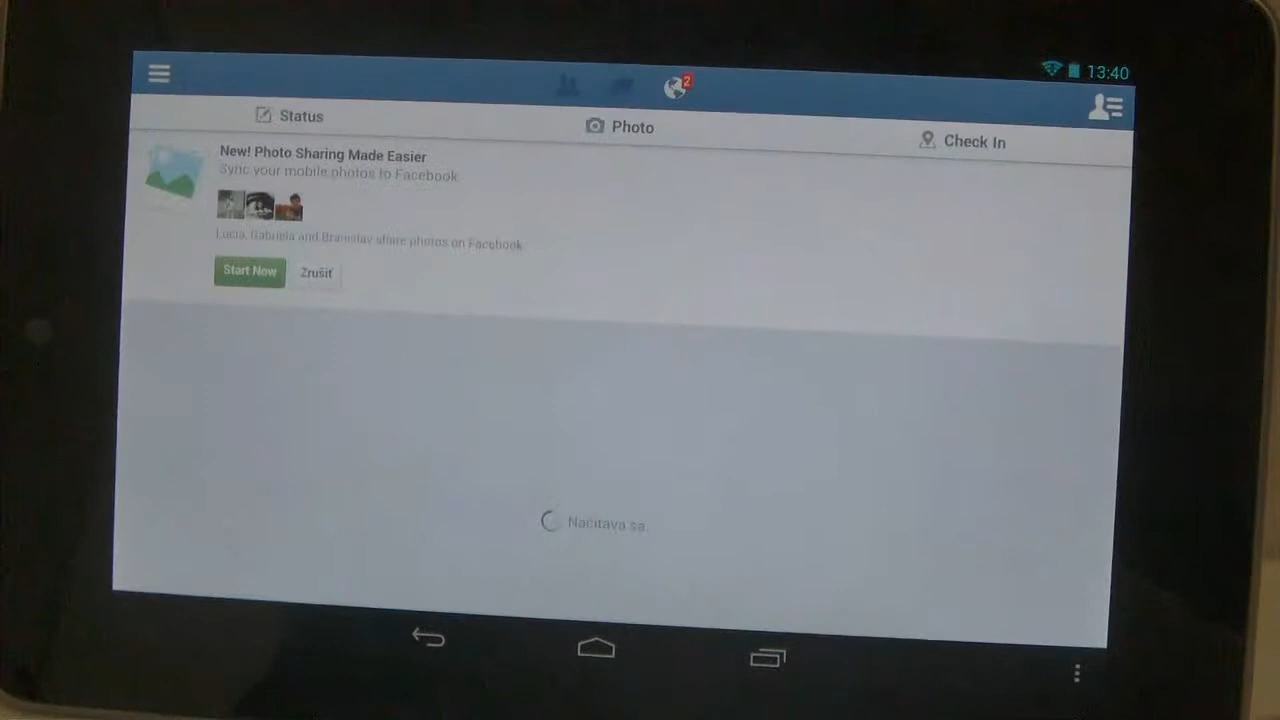 2
13:40
Status
Photo
Check In
New! Photo Sharing Made Easier
Sync your mobile photos to Facebook
Lucia, Gabriela and Branislav share photos on Facebook
Start Now
Zrušiť
Načítava sa.